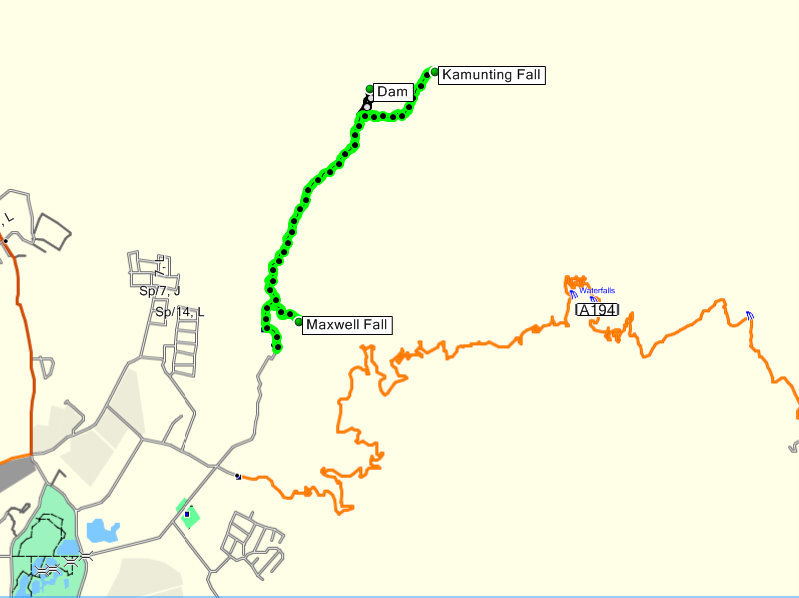 Kamunting Fall
Dam
, L
Sp/7, J
Waterfalls
A194
Sp/14, L
Maxwell Fall